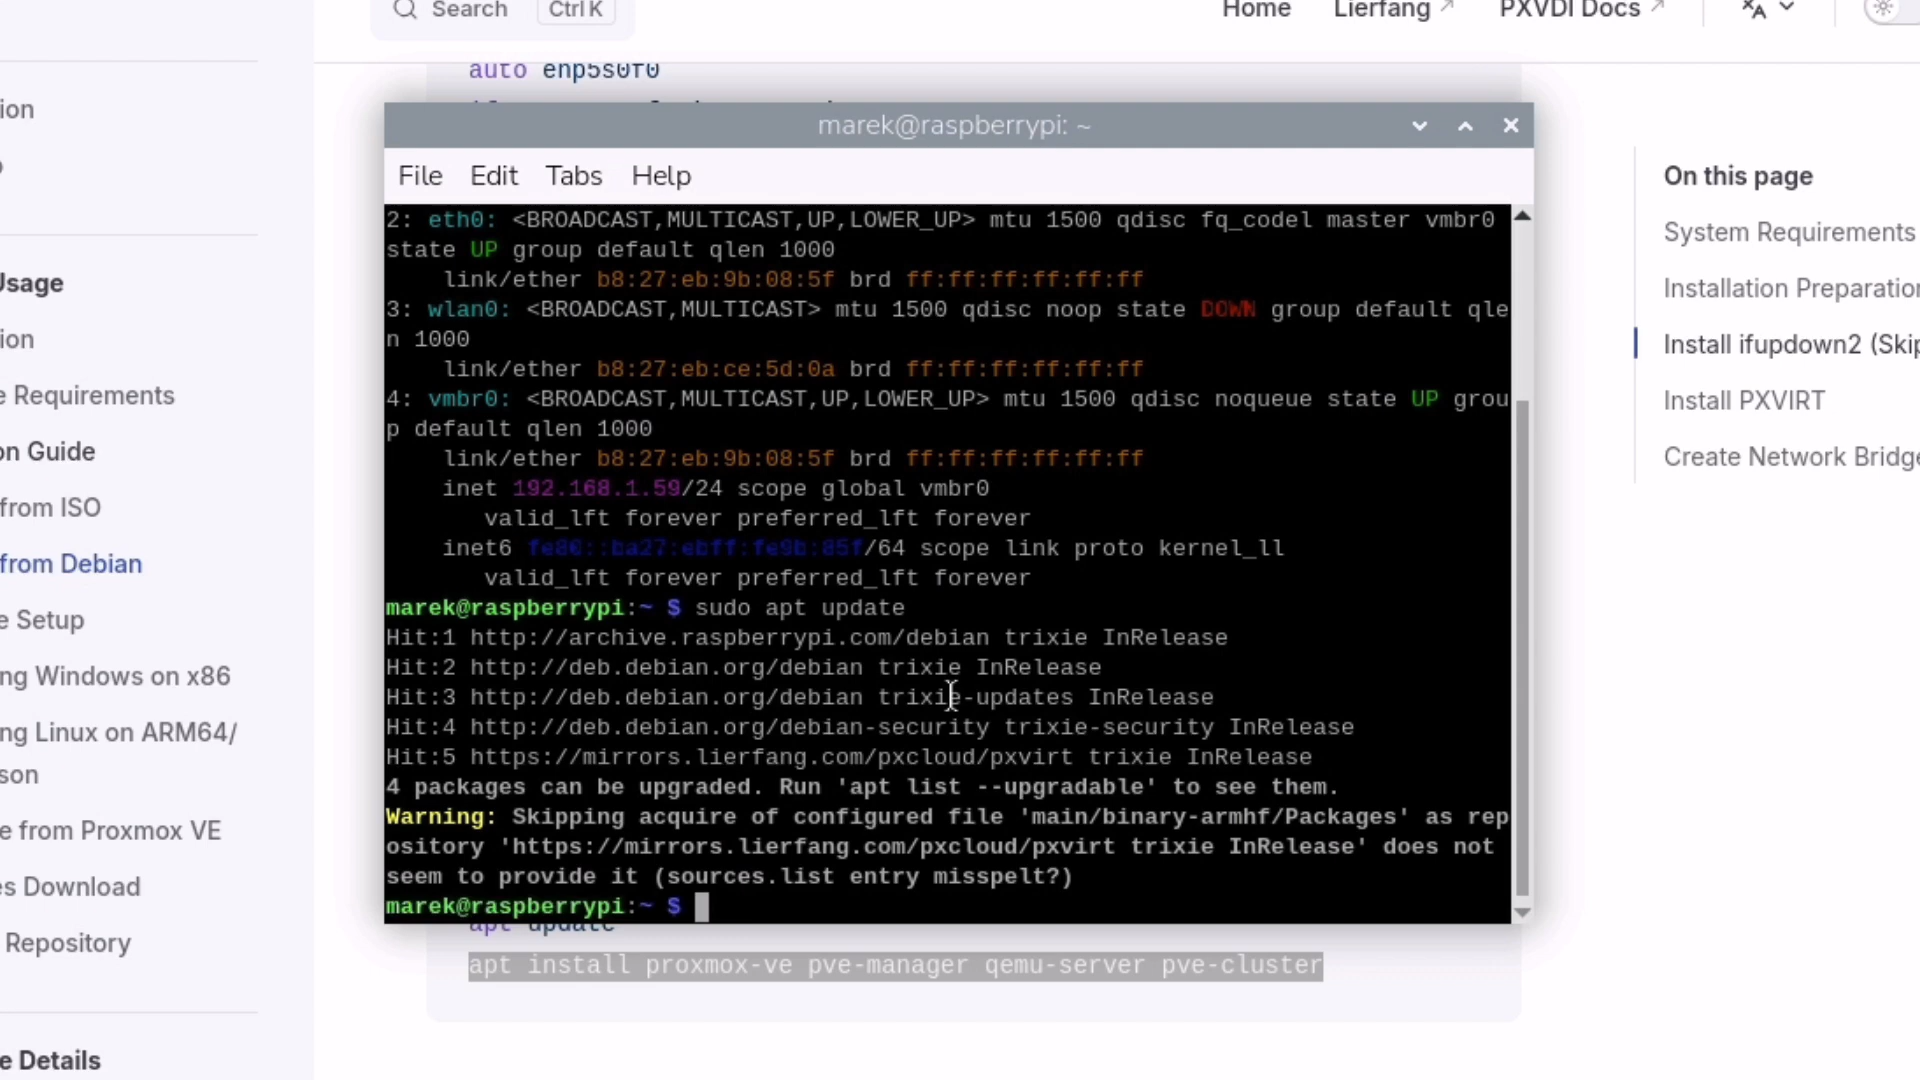 Search Ctrl K Home Lierfang PXVDI Docs
auto enp5s0f0
marek@raspberrypi: ~
File Edit Tabs Help
2: eth0: <BROADCAST,MULTICAST,UP,LOWER_UP> mtu 1500 qdisc fq_codel master vmbr0
state UP group default qlen 1000
link/ether b8:27:eb:9b:08:5f brd ff:ff:ff:ff:ff:ff
3: wlan0: <BROADCAST,MULTICAST> mtu 1500 qdisc noop state DOWN group default qle
n 1000
link/ether b8:27:eb:ce:5d:0a brd ff:ff:ff:ff:ff:ff
4: vmbr0: <BROADCAST,MULTICAST,UP,LOWER_UP> mtu 1500 qdisc noqueue state UP grou
p default qlen 1000
link/ether b8:27:eb:9b:08:5f brd ff:ff:ff:ff:ff:ff
inet 192.168.1.59/24 scope global vmbr0
valid_lft forever preferred_lft forever
inet6 fe80::ba27:ebff:fe9b:85f/64 scope link proto kernel_ll
valid_lft forever preferred_lft forever
marek@raspberrypi:~ $ sudo apt update
Hit:1 http://archive.raspberrypi.com/debian trixie InRelease
Hit:2 http://deb.debian.org/debian trixie InRelease
Hit:3 http://deb.debian.org/debian trixie-updates InRelease
Hit:4 http://deb.debian.org/debian-security trixie-security InRelease
Hit:5 https://mirrors.lierfang.com/pxcloud/pxvirt trixie InRelease
4 packages can be upgraded. Run 'apt list --upgradable' to see them.
Warning: Skipping acquire of configured file 'main/binary-armhf/Packages' as rep
ository 'https://mirrors.lierfang.com/pxcloud/pxvirt trixie InRelease' does not
seem to provide it (sources.list entry misspelt?)
marek@raspberrypi:~ $
apt update
apt install proxmox-ve pve-manager qemu-server pve-cluster
ion
Usage
ion
e Requirements
on Guide
from ISO
from Debian
e Setup
ng Windows on x86
ng Linux on ARM64/
son
e from Proxmox VE
es Download
Repository
e Details
On this page
System Requirements
Installation Preparation
Install ifupdown2 (Skip
Install PXVIRT
Create Network Bridge